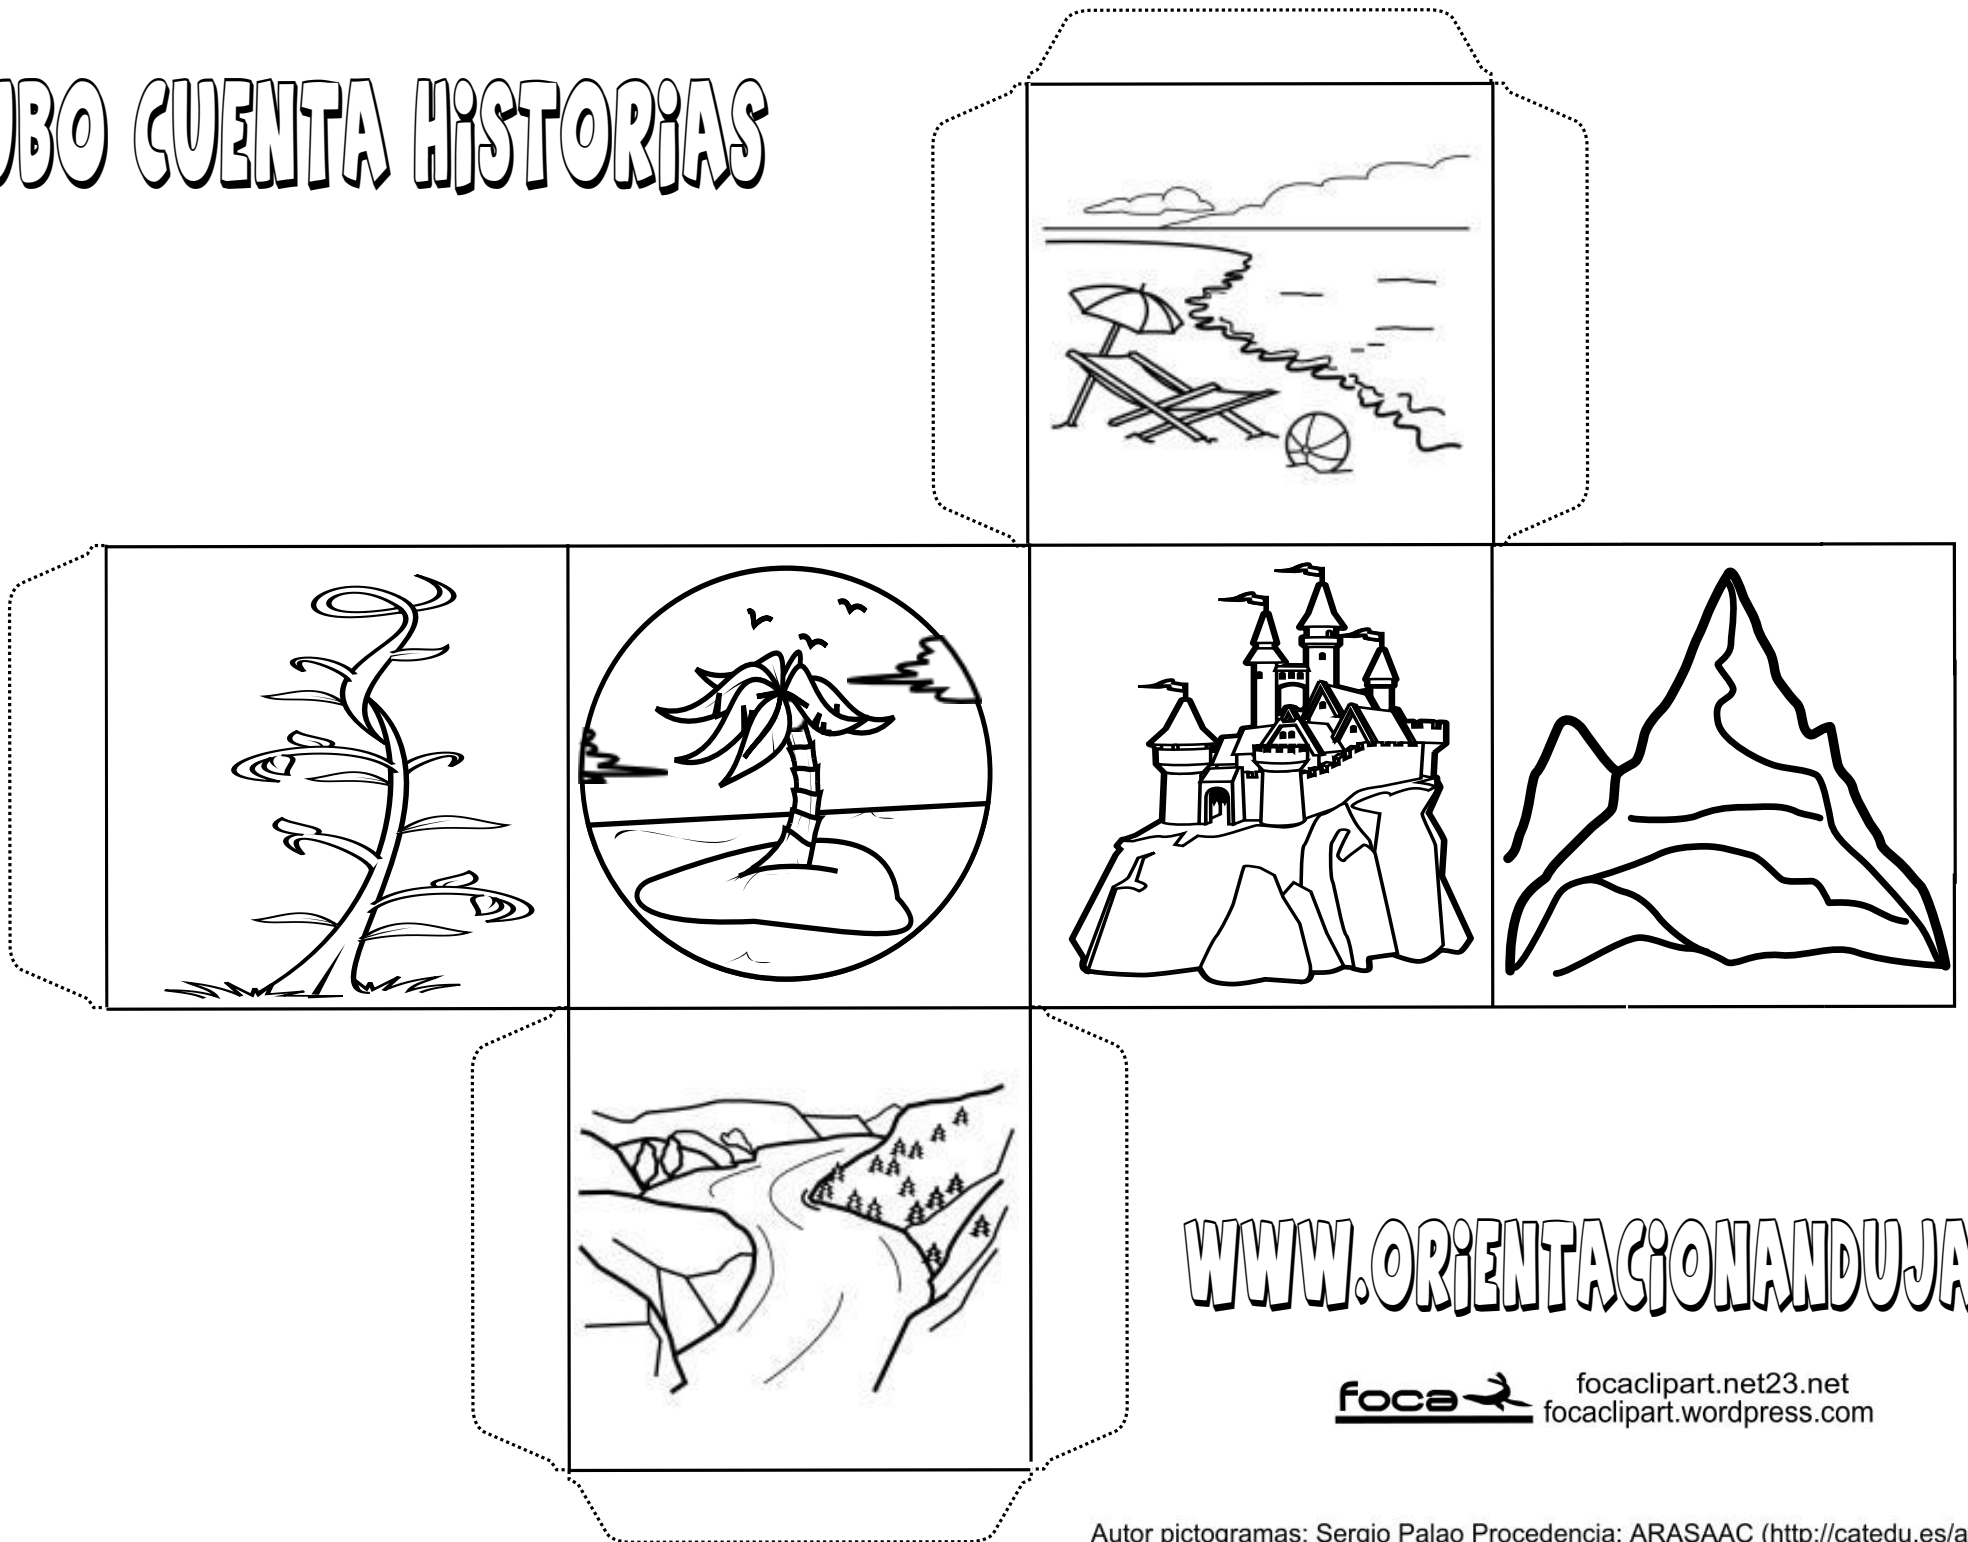 UBO CUENTA HiSTORiAS
WWW.ORiENTACiONANDUJA
foca
focaclipart.net23.net
focaclipart.wordpress.com
Autor pictogramas: Sergio Palao Procedencia: ARASAAC (http://catedu.es/a